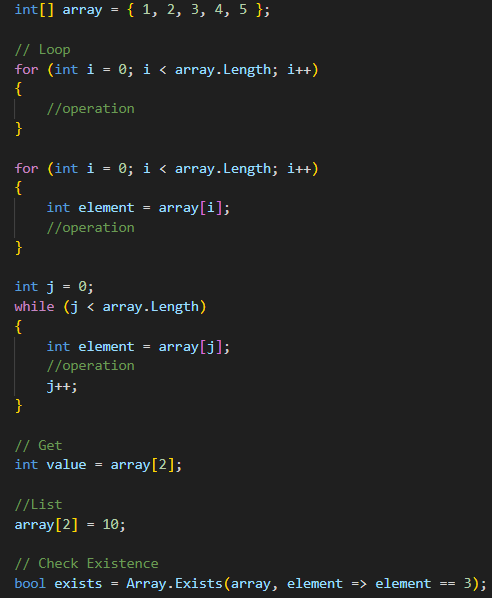 int[] array = { 1, 2, 3, 4, 5 };
// Loop
for (int i = 0; i < array.Length; i++)
{
//operation
}
for (int i = 0; i < array.Length; i++)
{
int element = array[i];
//operation
}
int j = 0;
while (j < array.Length)
{
int element = array[j];
//operation
j++;
}
// Get
int value = array[2];
//List
array[2] = 10;
// Check Existence
bool exists = Array.Exists(array, element => element == 3);